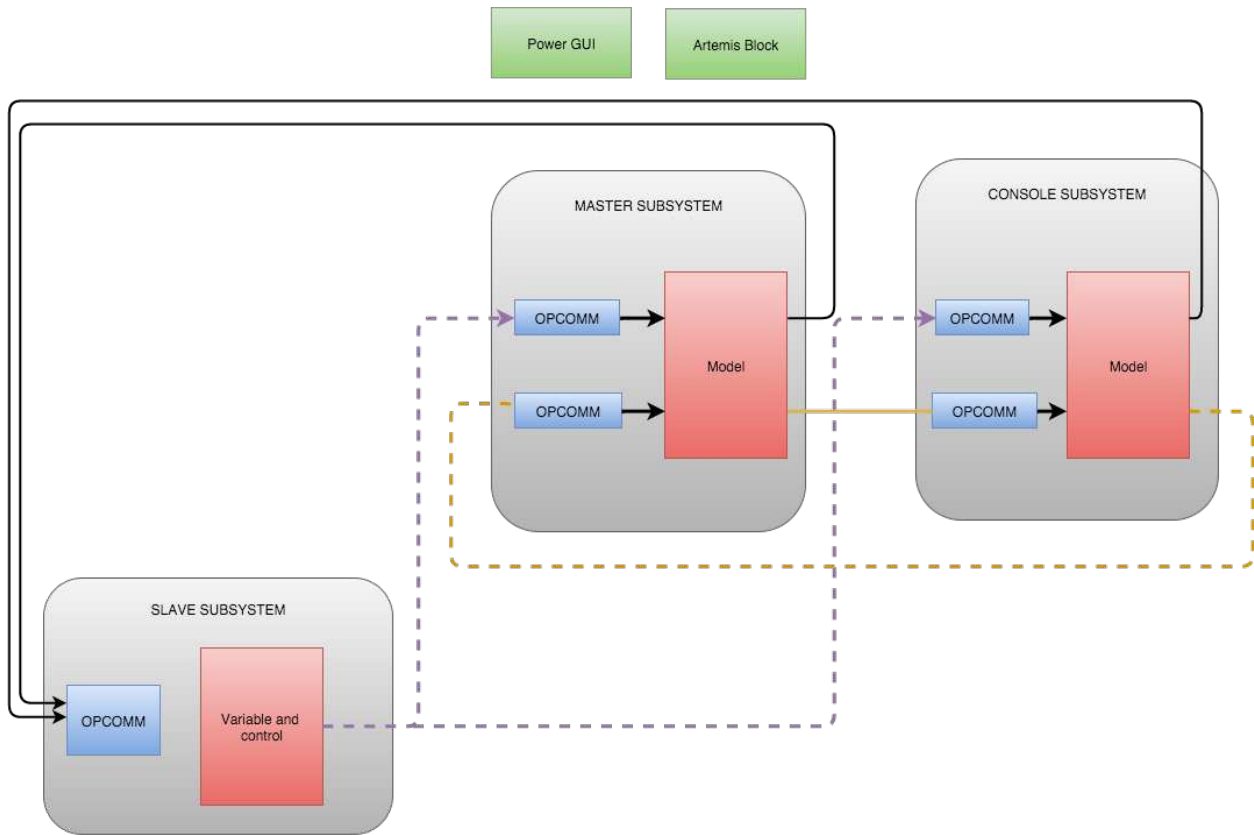 Power GUI
Artemis Block
MASTER SUBSYSTEM
OPCOMM
OPCOMM
Model
CONSOLE SUBSYSTEM
OPCOMM
OPCOMM
Model
SLAVE SUBSYSTEM
OPCOMM
Variable and
control